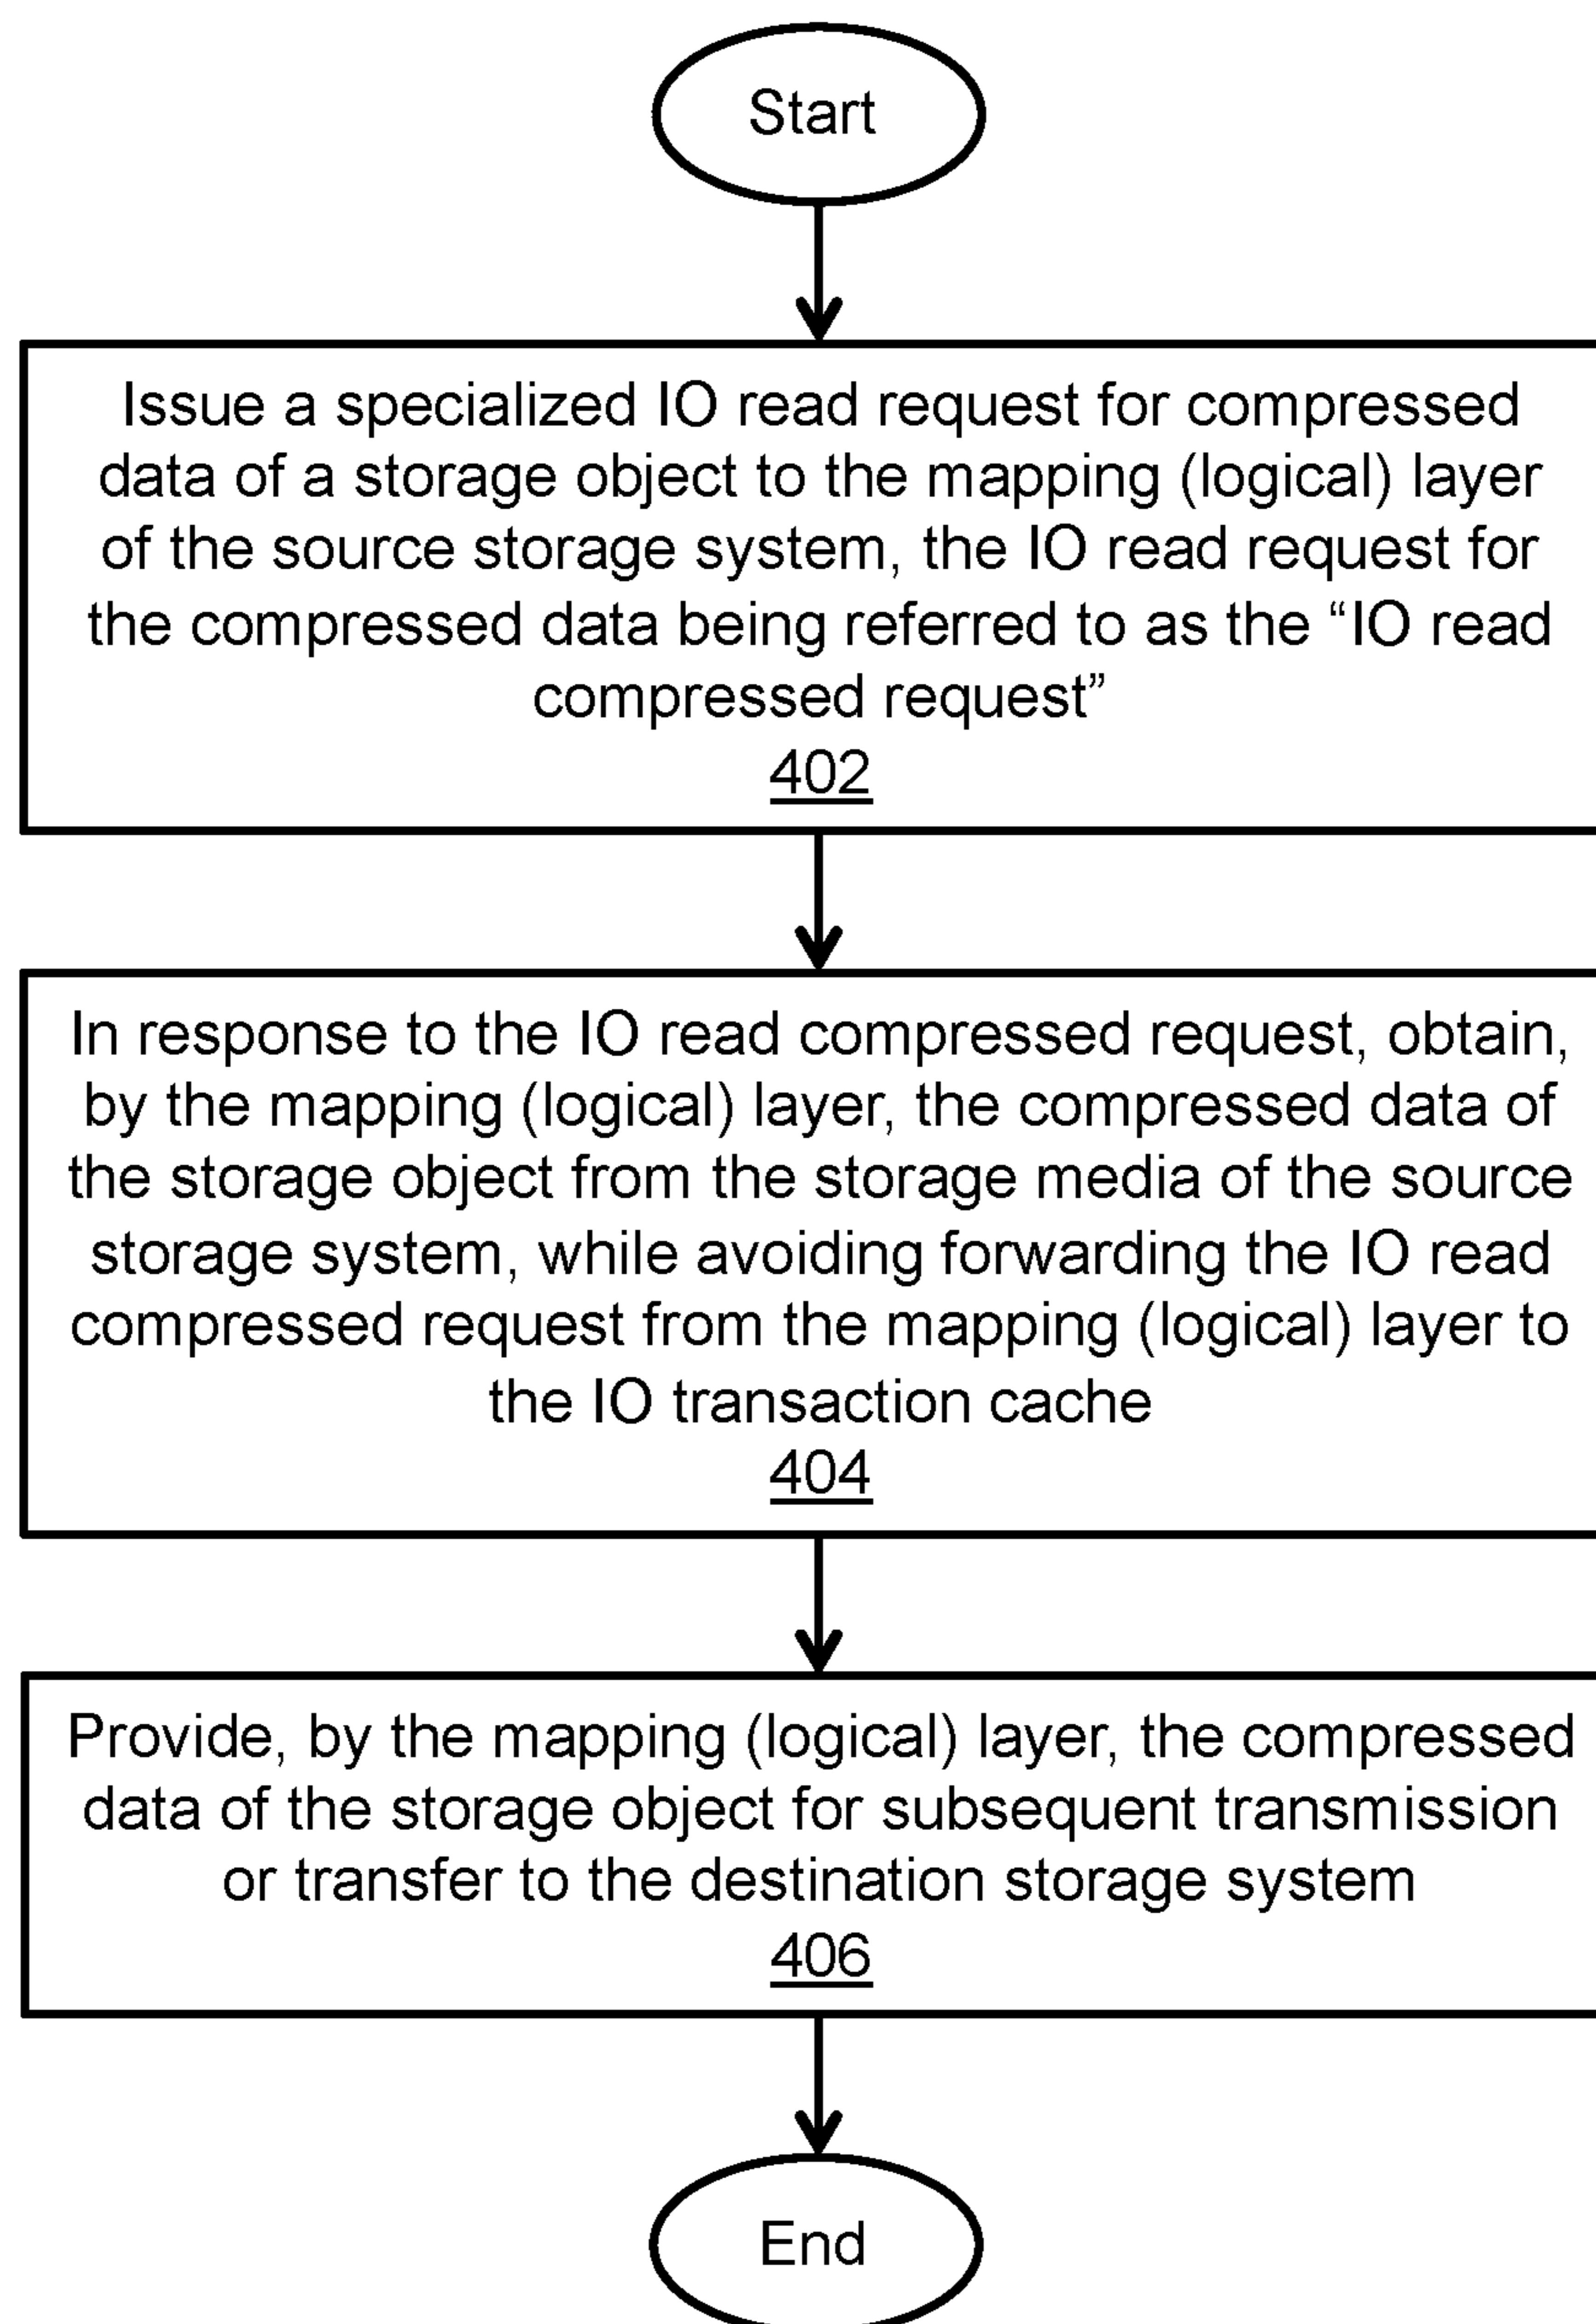 Start
Issue a specialized IO read request for compressed
data of a storage object to the mapping (logical) layer
of the source storage system, the IO read request for
the compressed data being referred to as the “IO read
compressed request”
402
In response to the IO read compressed request, obtain,
by the mapping (logical) layer, the compressed data of
the storage object from the storage media of the source
storage system, while avoiding forwarding the IO read
compressed request from the mapping (logical) layer to
the IO transaction cache
404
Provide, by the mapping (logical) layer, the compressed
data of the storage object for subsequent transmission
or transfer to the destination storage system
406
End